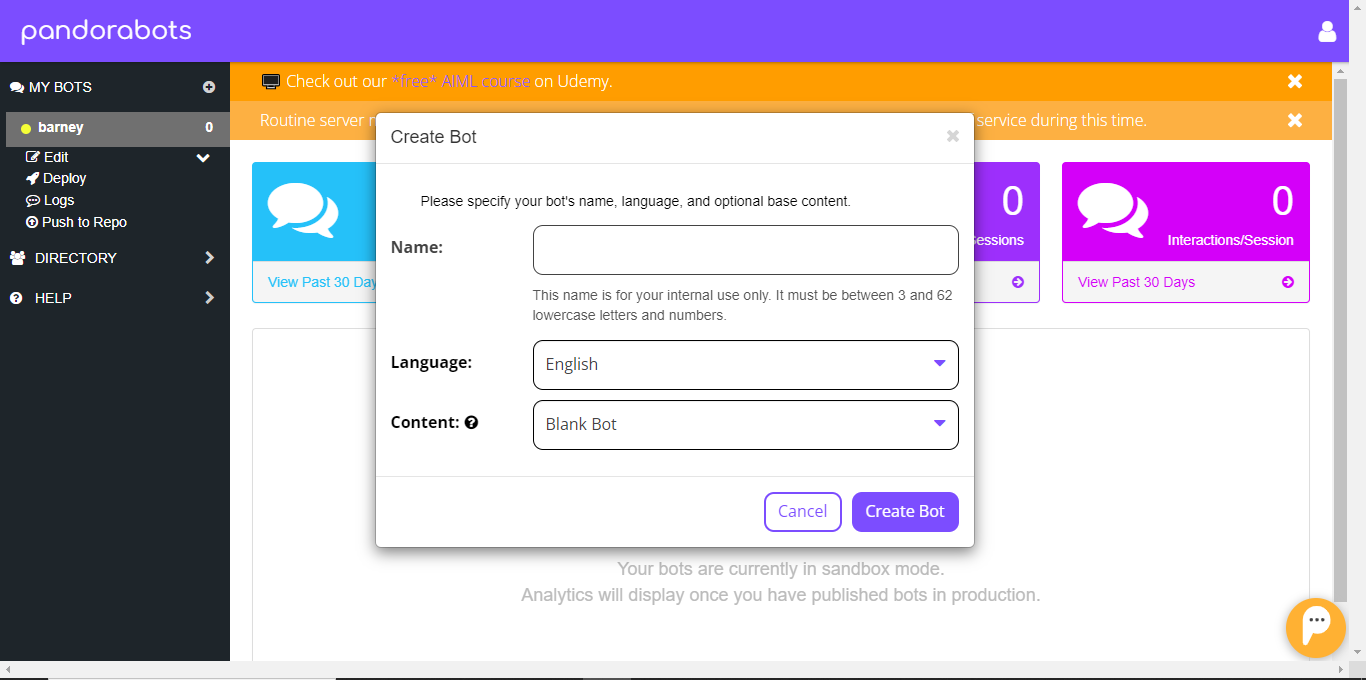 pandorabots
MY BOTS
barney 0
Edit
Deploy
Logs
Push to Repo
DIRECTORY
HELP
Check out our *free* AIML course on Udemy.
Routine server
service during this time.
Create Bot
Please specify your bot's name, language, and optional base content.
Name:
This name is for your internal use only. It must be between 3 and 62
lowercase letters and numbers.
Language:
English
Content:
Blank Bot
Cancel
Create Bot
View Past 30
0
0
Interactions/Session
View Past 30 Days
Your bots are currently in sandbox mode.
Analytics will display once you have published bots in production.